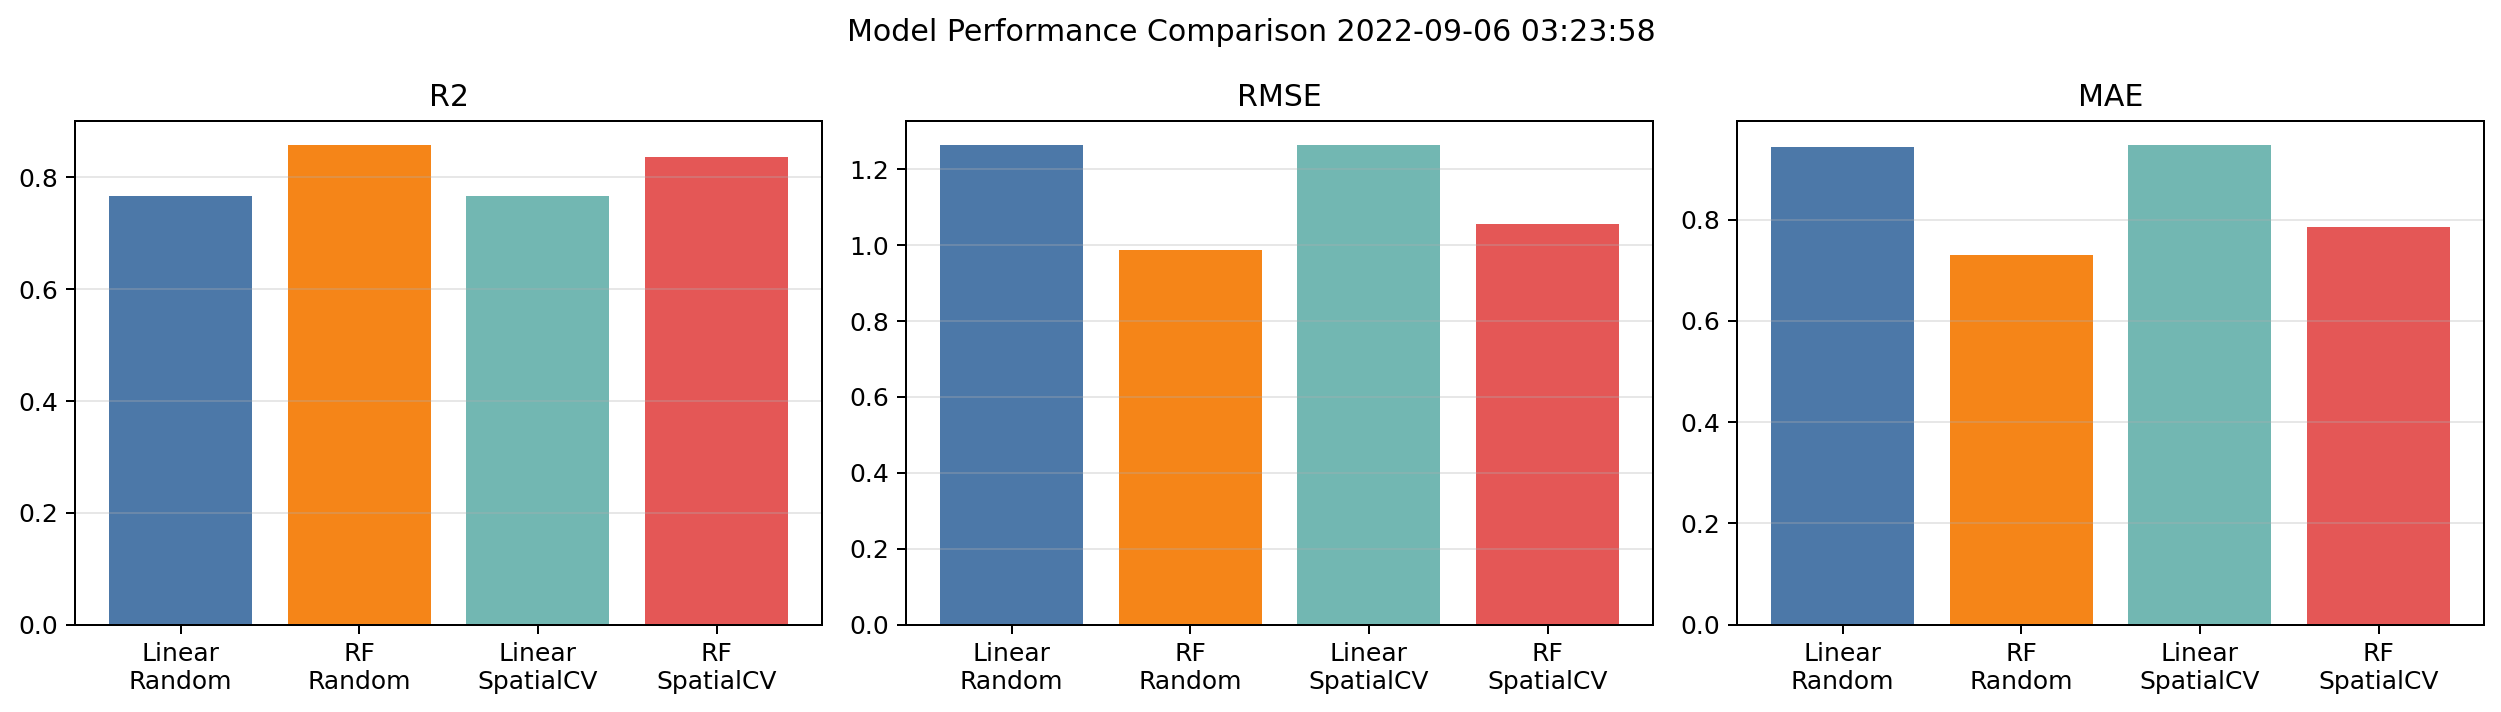 Model Performance Comparison 2022-09-06 03:23:58
R2
0.8
0.6
0.4
0.2
0.0
Linear
Random
RF
Random
Linear
SpatialCV
RF
SpatialCV
RMSE
1.2
1.0
0.8
0.6
0.4
0.2
0.0
Linear
Random
RF
Random
Linear
SpatialCV
RF
SpatialCV
MAE
0.8
0.6
0.4
0.2
0.0
Linear
Random
RF
Random
Linear
SpatialCV
RF
SpatialCV